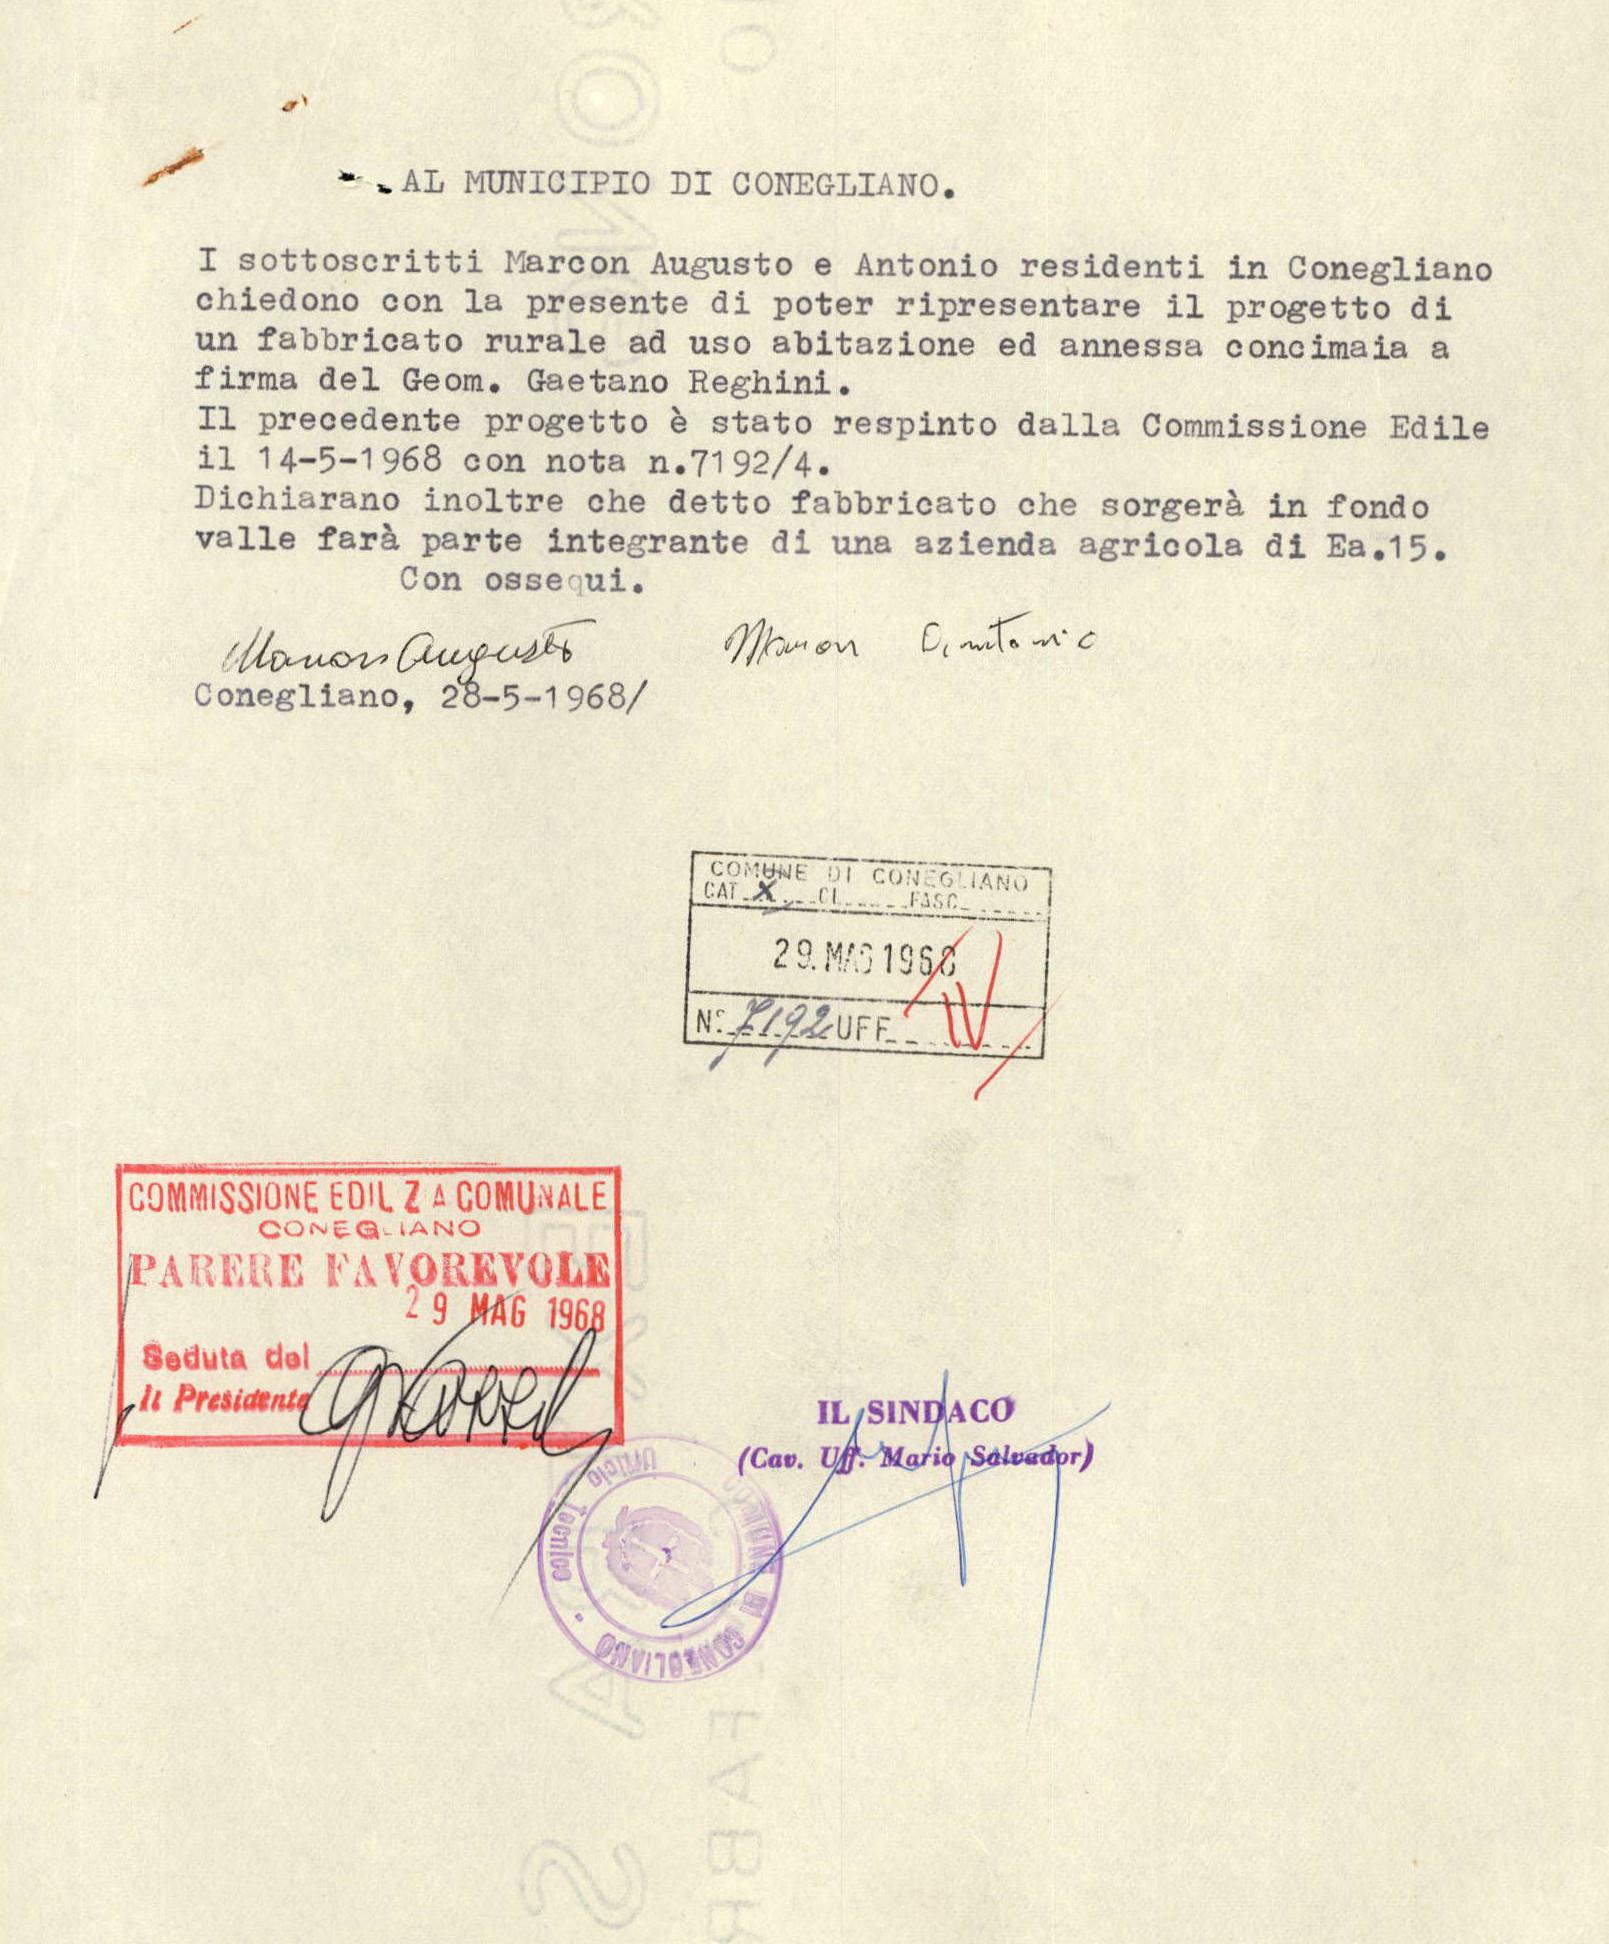 AL MUNICIPIO DI CONEGLIANO.
I sottoscritti Marcon Augusto e Antonio residenti in Conegliano
chiedono con la presente di poter ripresentare il progetto di
un fabbricato rurale ad uso abitazione ed annessa concimaia a
firma del Geom. Gaetano Reghini.
Il precedente progetto è stato respinto dalla Commissione Edile
il 14-5-1968 con nota n.7192/4.
Dichiarano inoltre che detto fabbricato che sorgerà in fondo
valle farà parte integrante di una azienda agricola di Ea.15.
Con ossequi.
Marcon Augusto Marcon Antonio
Conegliano, 28-5-1968/
COMUNE DI CONEGLIANO
CAT. X CL. FASC.
29. MAG 1968
N° 7192 UFF IV
COMMISSIONE EDILZA COMUNALE
CONEGLIANO
PARERE FAVOREVOLE
29 MAG 1968
Seduta del
Il Presidente
IL SINDACO
(Cav. Uff. Mario Salvador)
COMUNE DI CONEGLIANO
Ufficio Tecnico